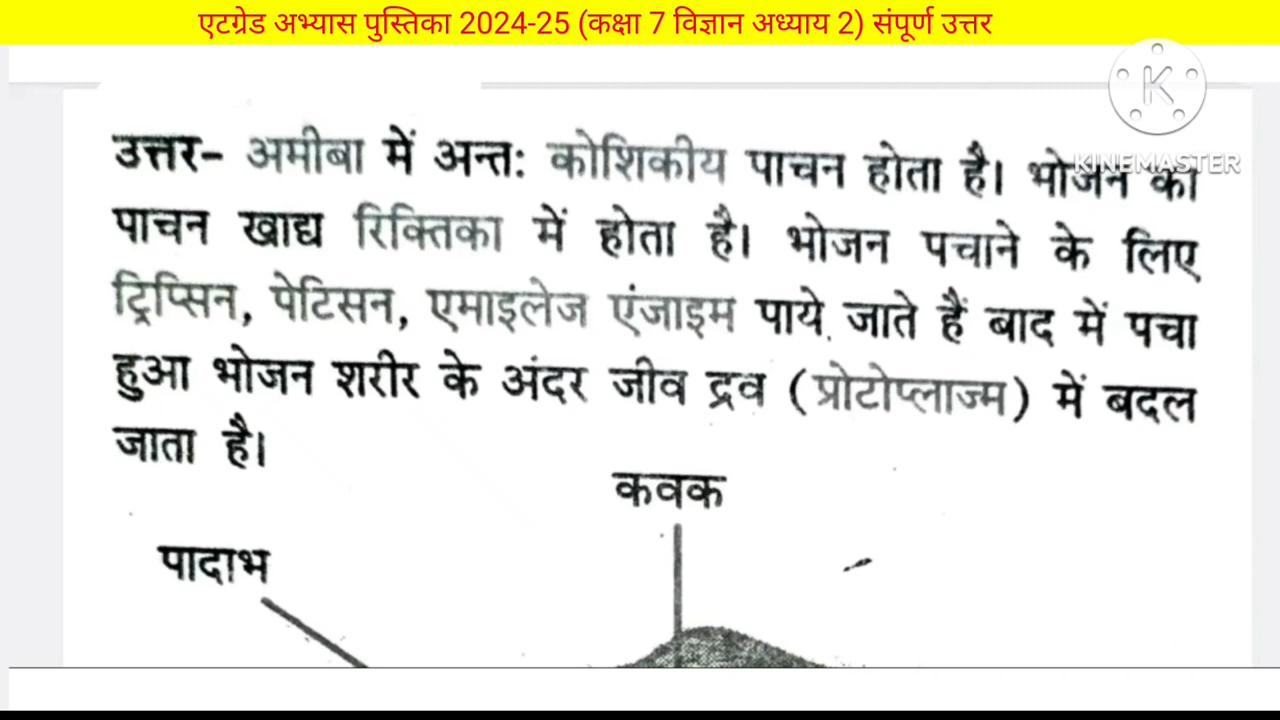 एटग्रेड अभ्यास पुस्तिका 2024-25 (कक्षा 7 विज्ञान अध्याय 2) संपूर्ण उत्तर
K
KINEMASTER
उत्तर- अमीबा में अन्त: कोशिकीय पाचन होता है। भोजन का
पाचन खाद्य रिक्तिका में होता है। भोजन पचाने के लिए
ट्रिप्सिन, पेटिसन, एमाइलेज एंजाइम पाये जाते हैं बाद में पचा
हुआ भोजन शरीर के अंदर जीव द्रव (प्रोटोप्लाज्म) में बदल
जाता है।
कवक
पादाभ